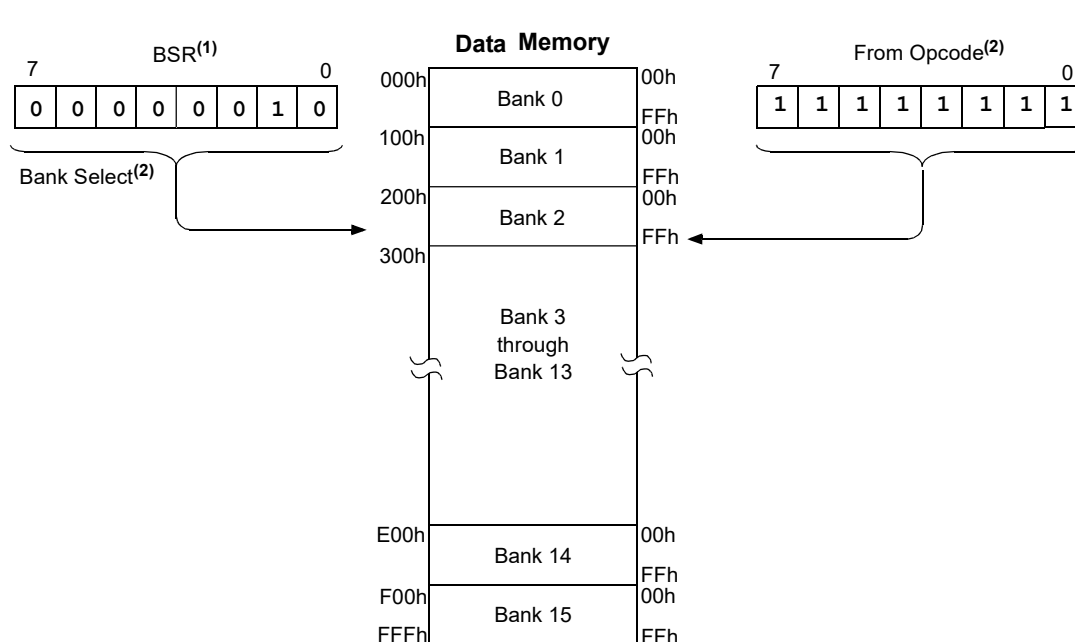 Data Memory
BSR(1)
7 0
0 0 0 0 0 0 1 0
Bank Select(2)
From Opcode(2)
7 0
1 1 1 1 1 1 1 1
000h Bank 0 00h
FFh
100h Bank 1 00h
FFh
200h Bank 2 00h
FFh
300h
Bank 3
through
Bank 13
E00h Bank 14 00h
FFh
F00h Bank 15 00h
FFFh FFh